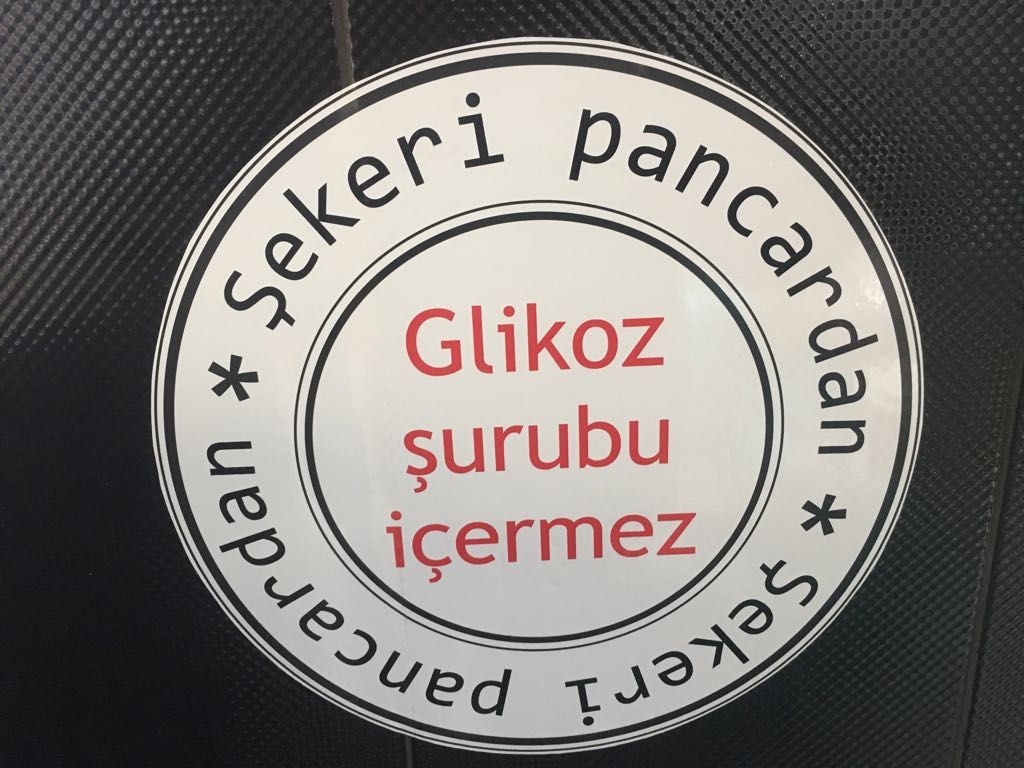 * Şekeri pancardan * Şekeri pancardan
Glikoz
şurubu
içermez